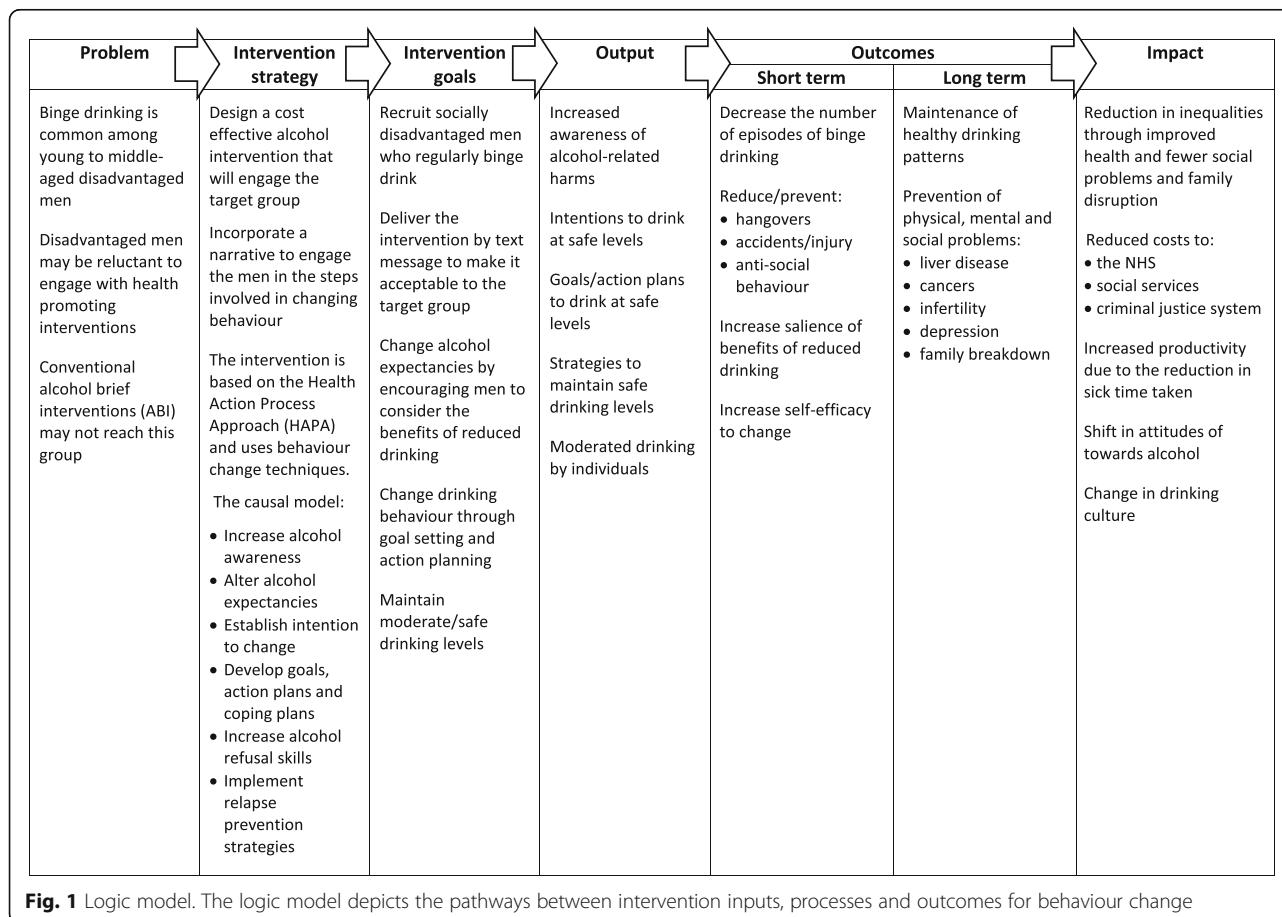 Problem
Intervention
strategy
Intervention
goals
Output
Outcomes
Short term
Long term
Impact
Binge drinking is
common among
young to middle-
aged disadvantaged
men
Disadvantaged men
may be reluctant to
engage with health
promoting
interventions
Conventional
alcohol brief
interventions (ABI)
may not reach this
group
Design a cost
effective alcohol
intervention that
will engage the
target group
Incorporate a
narrative to engage
the men in the steps
involved in changing
behaviour
The intervention is
based on the Health
Action Process
Approach (HAPA)
and uses behaviour
change techniques.
The causal model:
• Increase alcohol
awareness
• Alter alcohol
expectancies
• Establish intention
to change
• Develop goals,
action plans and
coping plans
• Increase alcohol
refusal skills
• Implement
relapse
prevention
strategies
Recruit socially
disadvantaged men
who regularly binge
drink
Deliver the
intervention by text
message to make it
acceptable to the
target group
Change alcohol
expectancies by
encouraging men to
consider the
benefits of reduced
drinking
Change drinking
behaviour through
goal setting and
action planning
Maintain
moderate/safe
drinking levels
Increased
awareness of
alcohol-related
harms
Intentions to drink
at safe levels
Goals/action plans
to drink at safe
levels
Strategies to
maintain safe
drinking levels
Moderated drinking
by individuals
Decrease the number
of episodes of binge
drinking
Reduce/prevent:
• hangovers
• accidents/injury
• anti-social
behaviour
Increase salience of
benefits of reduced
drinking
Increase self-efficacy
to change
Maintenance of
healthy drinking
patterns
Prevention of
physical, mental and
social problems:
• liver disease
• cancers
• infertility
• depression
• family breakdown
Reduction in inequalities
through improved
health and fewer social
problems and family
disruption
Reduced costs to:
• the NHS
• social services
• criminal justice system
Increased productivity
due to the reduction in
sick time taken
Shift in attitudes of
towards alcohol
Change in drinking
culture
Fig. 1 Logic model. The logic model depicts the pathways between intervention inputs, processes and outcomes for behaviour change